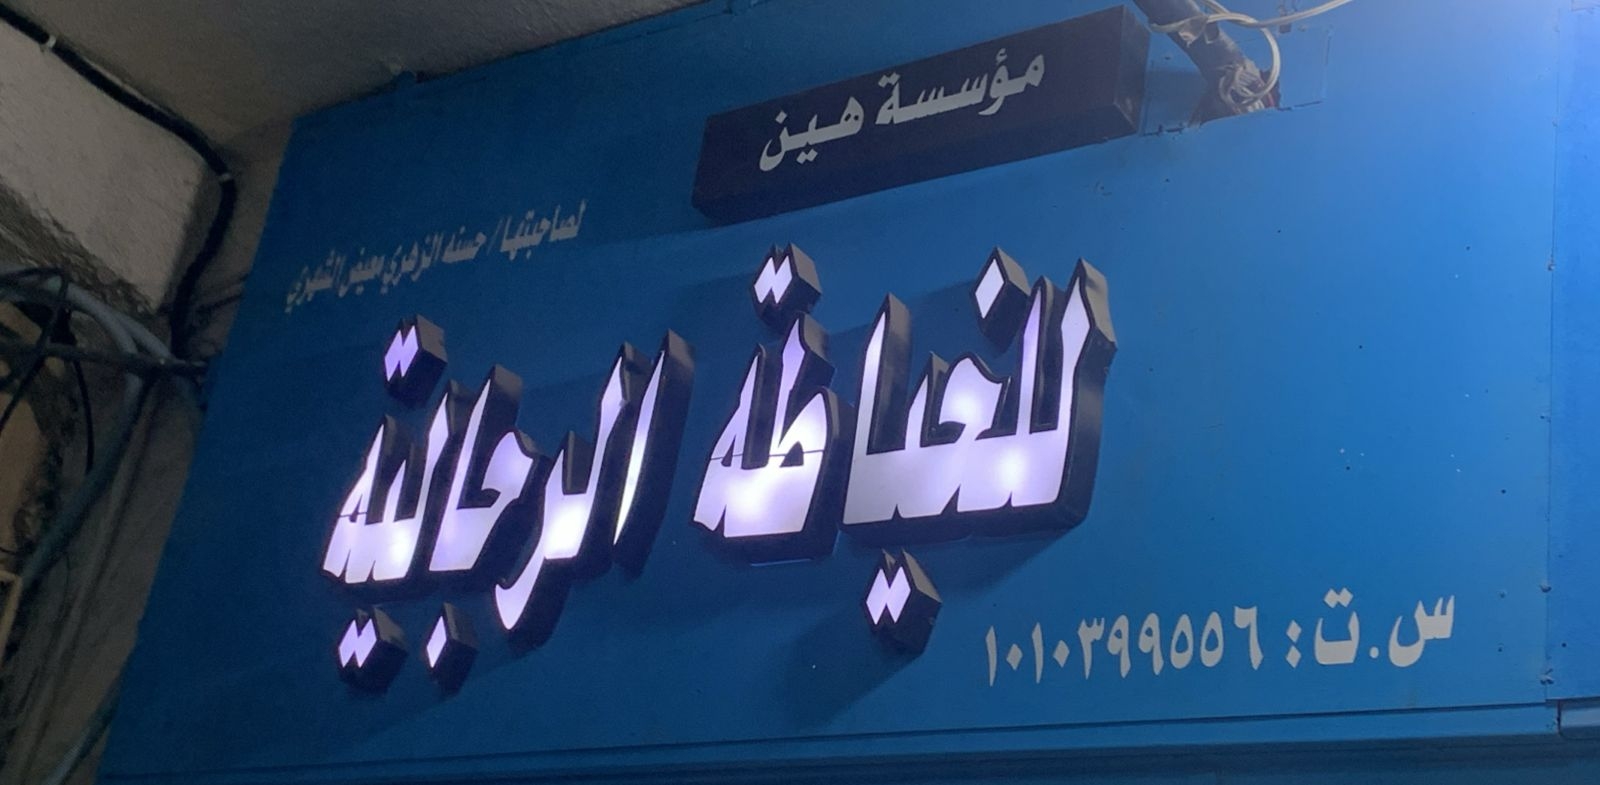 مؤسسة هين
لصاحبتها / حسنه الزهري معيض الشهري
للخياطة الرجالية
س.ت: ١٠١٠٣٩٩٥٥٦